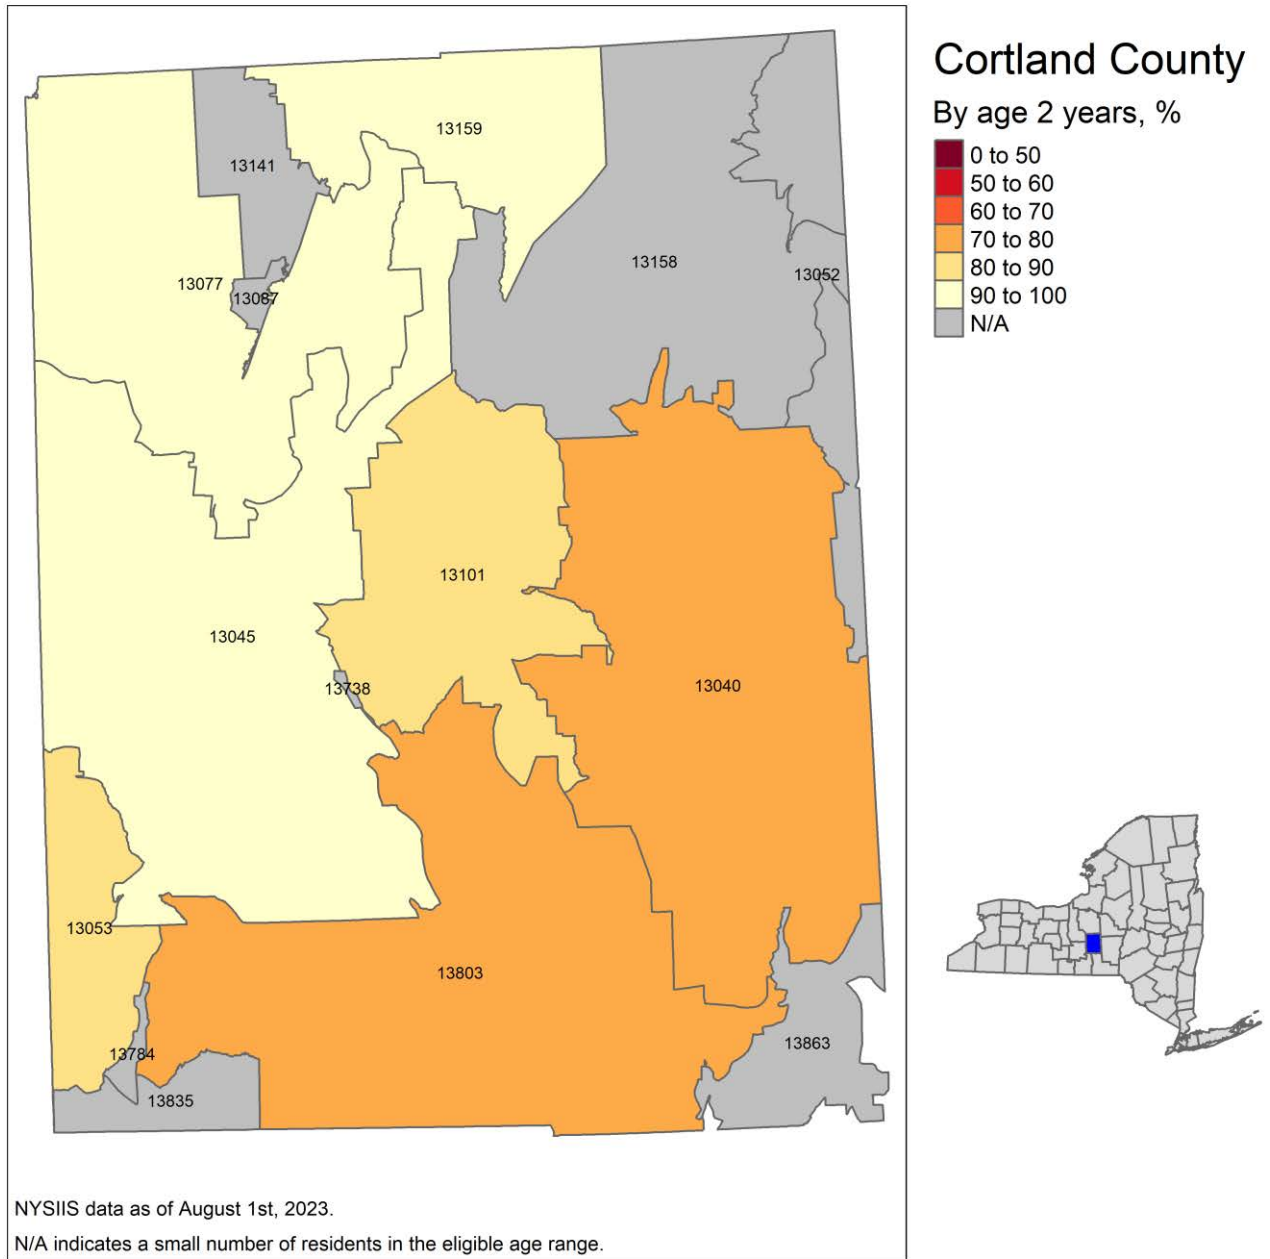 Cortland County
By age 2 years, %
0 to 50
50 to 60
60 to 70
70 to 80
80 to 90
90 to 100
N/A
13159
13141
13158
13052
13077
13087
13101
13045
13040
13738
13053
13803
13863
13784
13835
NYSIIS data as of August 1st, 2023.
N/A indicates a small number of residents in the eligible age range.